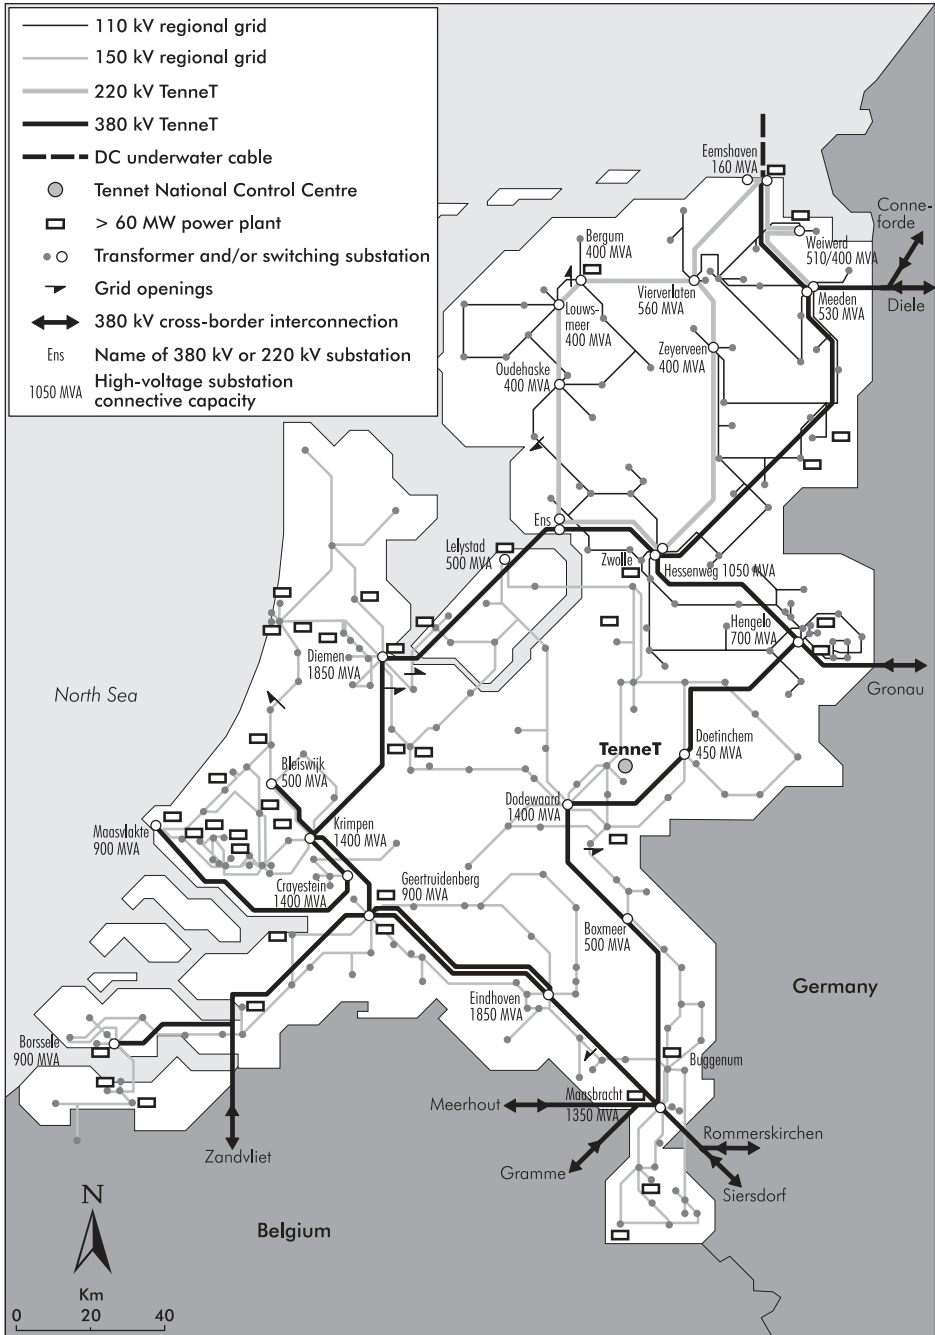 110 kV regional grid
150 kV regional grid
220 kV TenneT
380 kV TenneT
DC underwater cable
Tennet National Control Centre
> 60 MW power plant
Transformer and/or switching substation
Grid openings
380 kV cross-border interconnection
Ens Name of 380 kV or 220 kV substation
1050 MVA High-voltage substation
connective capacity
Eemshaven
160 MVA
Conne-
forde
Weiwerd
510/400 MVA
Bergum
400 MVA
Vierverlaten
560 MVA
Meeden
530 MVA
Diele
Louws-
meer
400 MVA
Zeyerveen
400 MVA
Oudehaske
400 MVA
Ens
Lelystad
500 MVA
Zwolle
Hessenweg 1050 MVA
Hengelo
700 MVA
Diemen
1850 MVA
Gronau
North Sea
Doetinchem
450 MVA
TenneT
Bleiswijk
500 MVA
Dodewaard
1400 MVA
Maasvlakte
900 MVA
Krimpen
1400 MVA
Crayestein
1400 MVA
Geertruidenberg
900 MVA
Boxmeer
500 MVA
Germany
Eindhoven
1850 MVA
Borssele
900 MVA
Buggenum
Maasbracht
1350 MVA
Meerhout
Rommerskirchen
Zandvliet
Gramme
Siersdorf
N
Belgium
Km
0 20 40